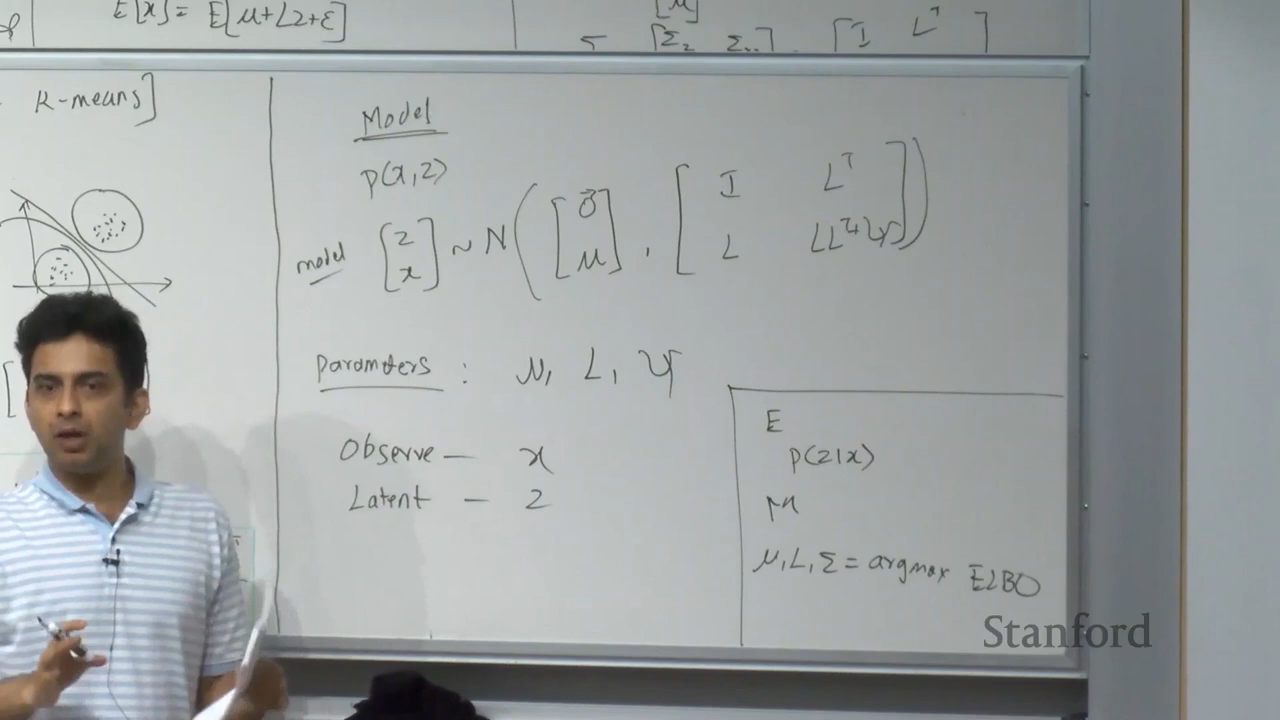 E[x] = E[μ+Lz+ε]
[μ]
[I L^T]
K-means]
Model
p(x,z)
model [z x] ~ N([0⃗ μ], [I L^T L LL^T+Ψ])
Parameters : μ, L, Ψ
Observe — x
Latent — z
E
p(z|x)
M
μ, L, Σ = argmax ELBO
Stanford